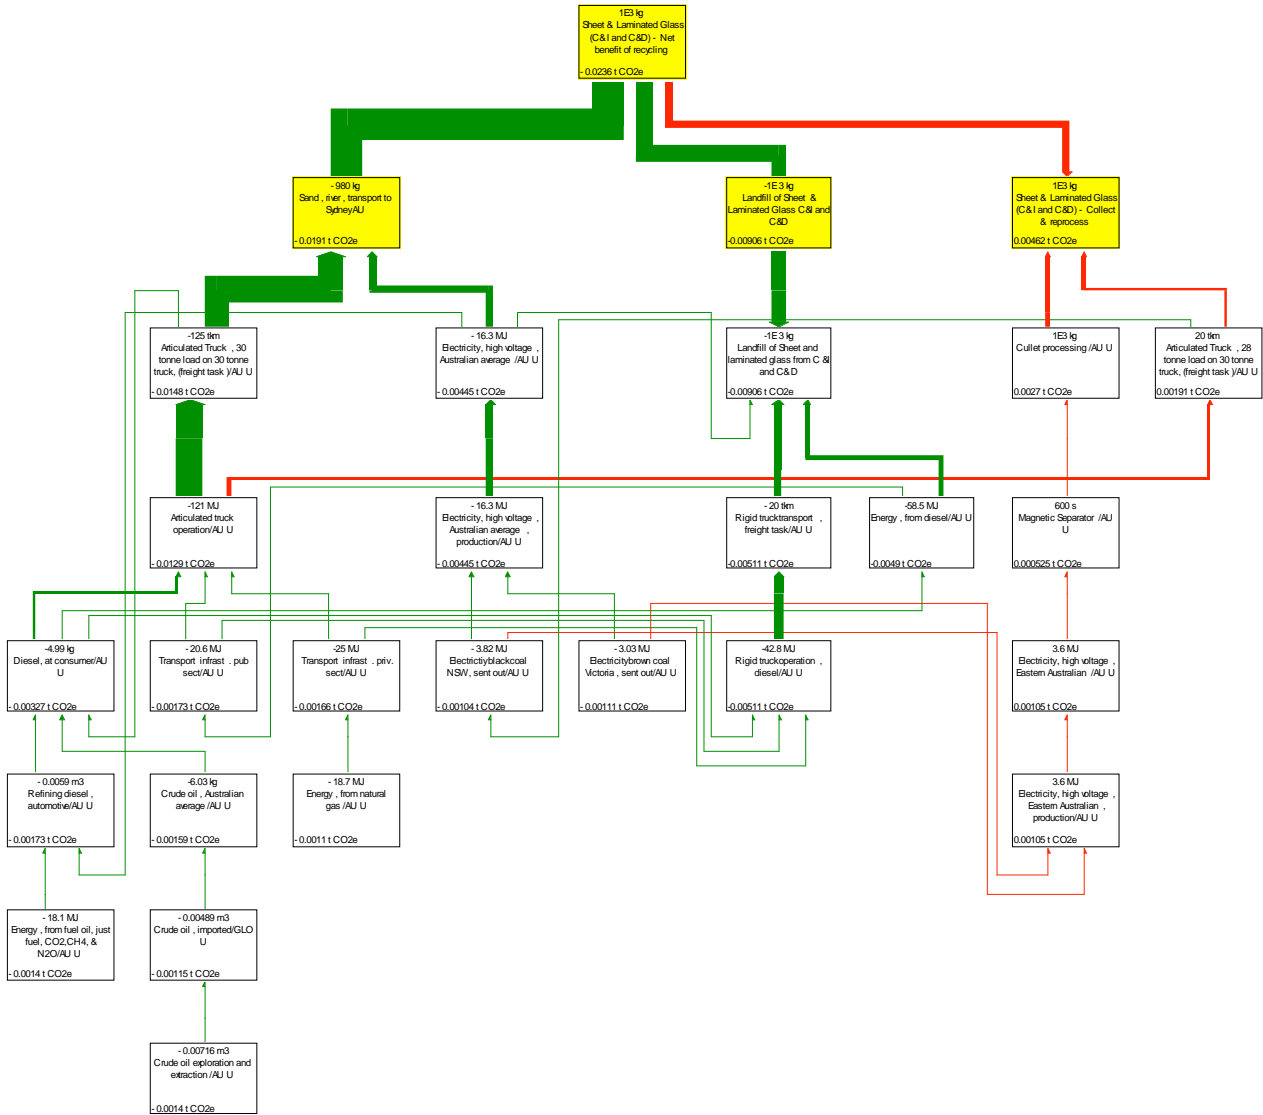 1E3 kg
Sheet & Laminated Glass
(C& I and C&D) - Net
benefit of recycling
- 0.0236 t CO2e
- 980 kg
Sand , river , transport to
Sydney/AU
- 0.0191 t CO2e
-1E 3 kg
Landfill of Sheet &
Laminated Glass C&I and
C&D
-0.00906 t CO2e
1E3 kg
Sheet & Laminated Glass
(C& I and C&D) - Collect
& reprocess
0.00462 t CO2e
-125 tkm
Articulated Truck , 30
tonne load on 30 tonne
truck, (freight task )/AU U
- 0.0148 t CO2e
- 16.3 MJ
Electricity, high voltage ,
Australian average /AU U
- 0.00445 t CO2e
-1E 3 kg
Landfill of Sheet and
laminated glass from C &I
and C&D
-0.00906 t CO2e
1E3 kg
Cullet processing /AU U
0.0027 t CO2e
20 tkm
Articulated Truck , 28
tonne load on 30 tonne
truck, (freight task )/AU U
0.00191 t CO2e
-121 MJ
Articulated truck
operation/AU U
- 0.0129 t CO2e
- 16.3 MJ
Electricity, high voltage ,
Australian average ,
production/AU U
- 0.00445 t CO2e
- 20 tkm
Rigid trucktransport ,
freight task/AU U
- 0.00511 t CO2e
-58.5 MJ
Energy , from diesel/AU U
-0.0049 t CO2e
600 s
Magnetic Separator /AU
U
0.000525 t CO2e
-4.99 kg
Diesel, at consumer/AU
U
- 0.00327 t CO2e
- 20.6 MJ
Transport infrast . pub
sect/AU U
- 0.00173 t CO2e
-25 MJ
Transport infrast . priv.
sect/AU U
- 0.00166 t CO2e
- 3.82 MJ
Electrictiyblackcoal
NSW, sent out/AU U
- 0.00104 t CO2e
- 3.03 MJ
Electricitybrown coal
Victoria , sent out/AU U
- 0.00111 t CO2e
-42.8 MJ
Rigid truckoperation ,
diesel/AU U
-0.00511 t CO2e
3.6 MJ
Electricity, high voltage ,
Eastern Australian /AU U
0.00105 t CO2e
- 0.0059 m3
Refining diesel ,
automotive/AU U
- 0.00173 t CO2e
-6.03 kg
Crude oil , Australian
average /AU U
- 0.00159 t CO2e
- 18.7 MJ
Energy , from natural
gas /AU U
- 0.0011 t CO2e
3.6 MJ
Electricity, high voltage ,
Eastern Australian ,
production/AU U
0.00105 t CO2e
- 18.1 MJ
Energy , from fuel oil, just
fuel, CO2,CH4, &
N2O/AU U
- 0.0014 t CO2e
- 0.00489 m3
Crude oil , imported/GLO
U
- 0.00115 t CO2e
- 0.00716 m3
Crude oil exploration and
extraction /AU U
- 0.0014 t CO2e